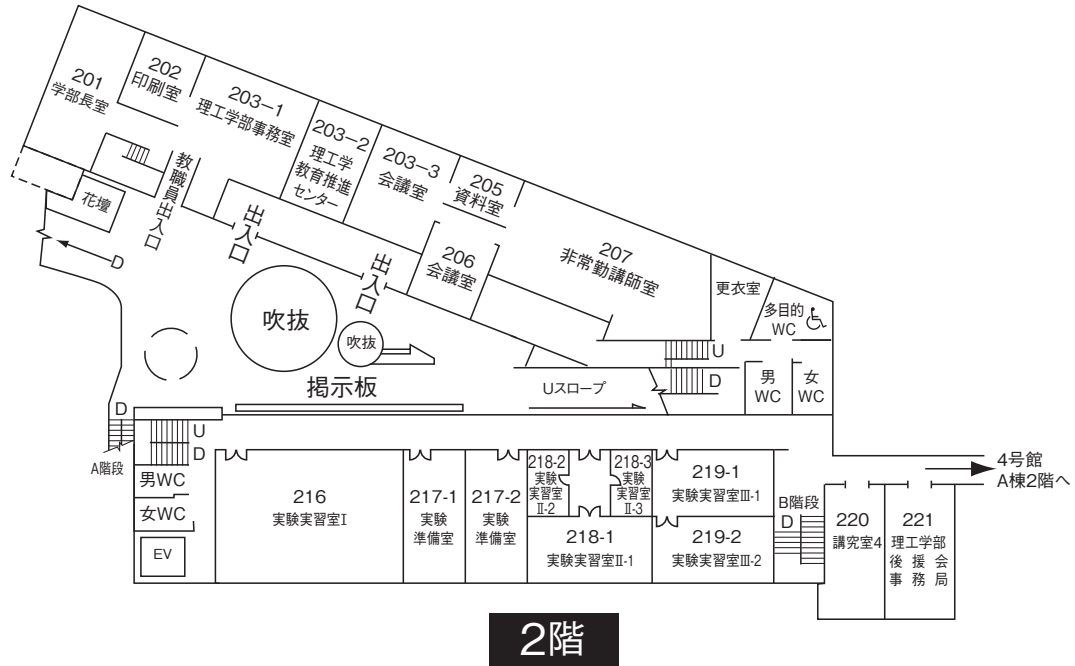 201
学部長室
202
印刷室
203−1
理工学部事務室
203−2
理工学
教育推進
センター
203−3
会議室
205
資料室
206
会議室
207
非常勤講師室
更衣室
多目的
WC
花壇
教職員出入口
出入口
出入口
D
吹抜
吹抜
掲示板
Uスロープ
U
D
男
WC
女
WC
D
A階段
U
D
男WC
女WC
EV
216
実験実習室Ⅰ
217-1
実験
準備室
217-2
実験
準備室
218-2
実験
実習室
Ⅱ-2
218-3
実験
実習室
Ⅱ-3
218-1
実験実習室Ⅱ-1
219-1
実験実習室Ⅲ-1
219-2
実験実習室Ⅲ-2
B階段
D
220
講究室4
221
理工学部
後援会
事務局
4号館
A棟2階へ
2階